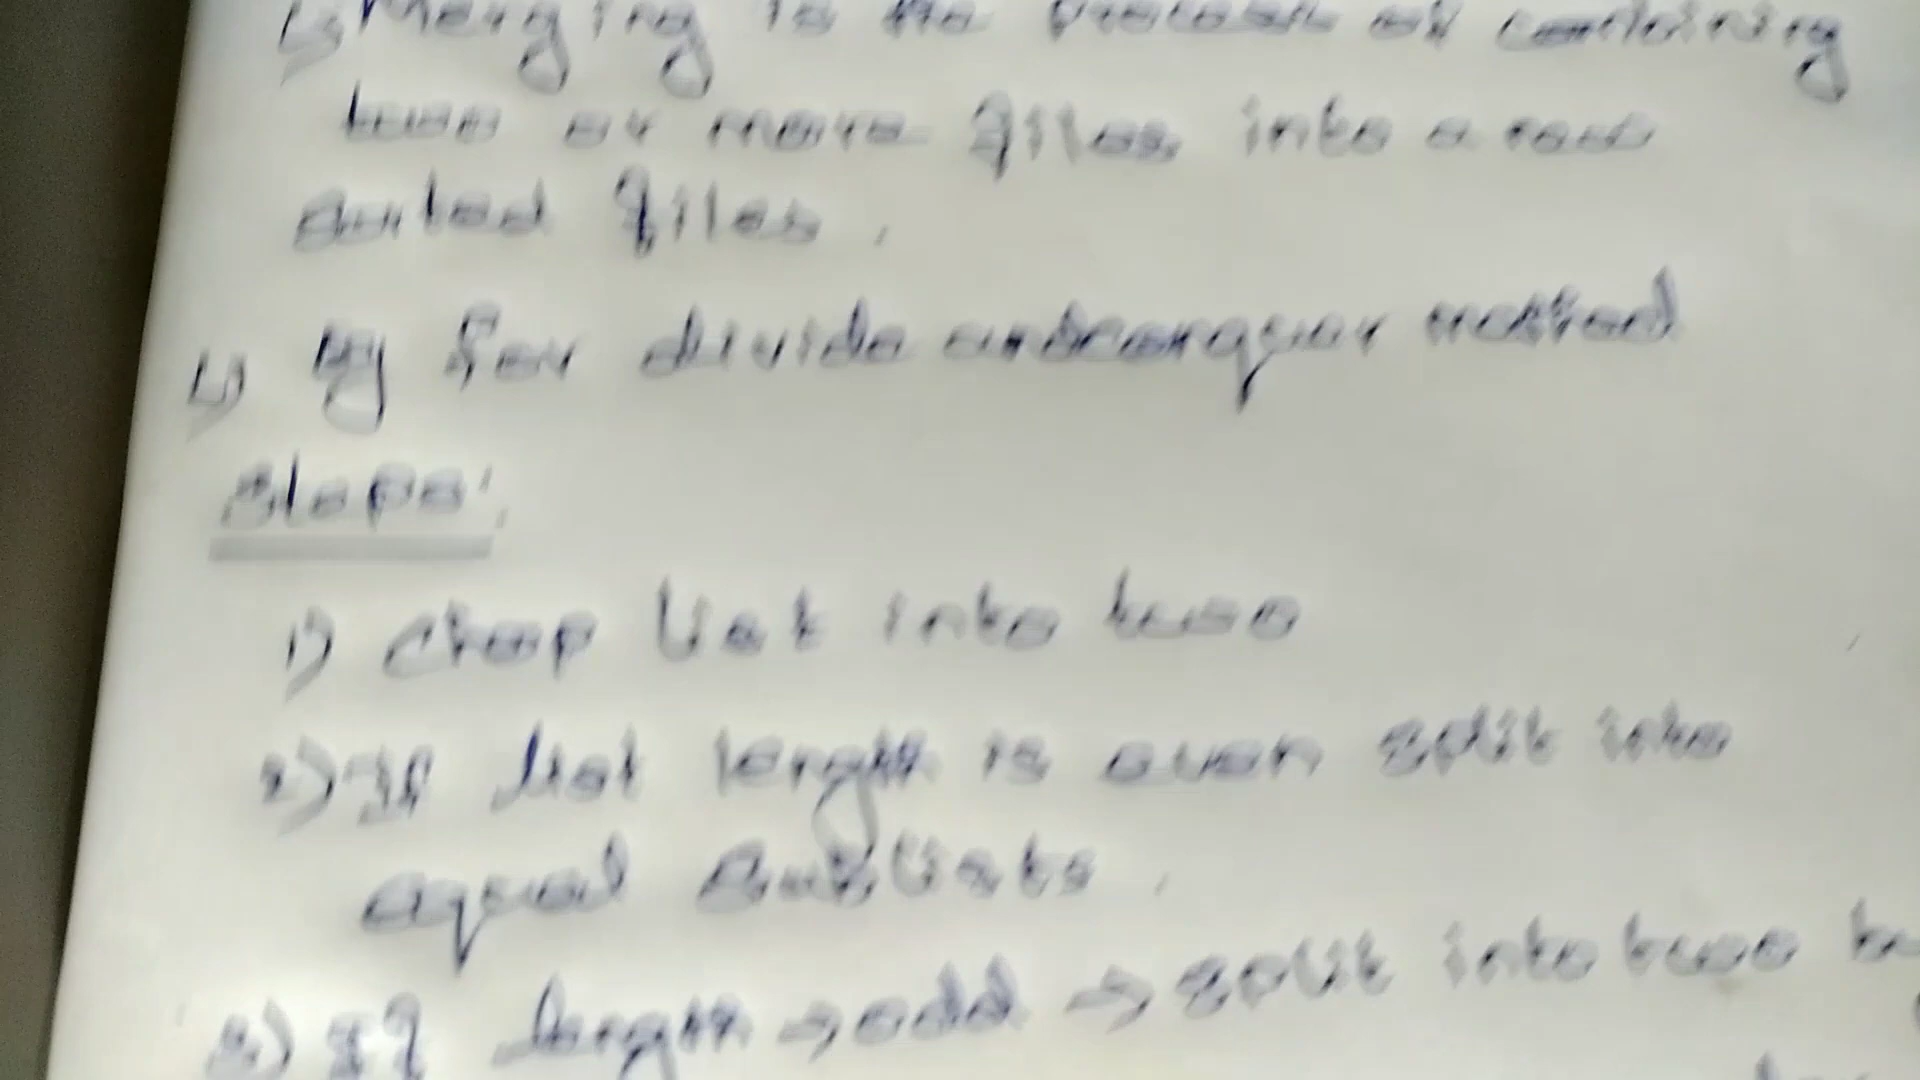 ↳ Merging is the process of combining
two or more files into a new
sorted files.
↳ for divide and conquer method
Steps:
1) Chop list into two
2) If list length is even split into
equal sublists.
3) If length → odd → split into two